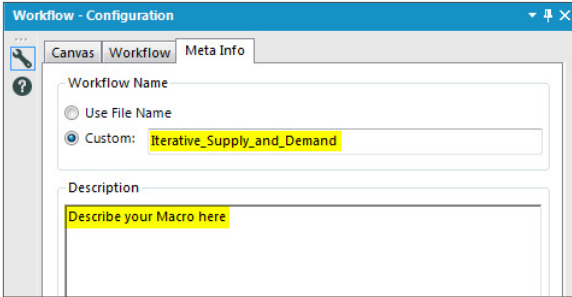 Workflow - Configuration
Canvas Workflow Meta Info
Workflow Name
Use File Name
Custom: Iterative_Supply_and_Demand
Description
Describe your Macro here